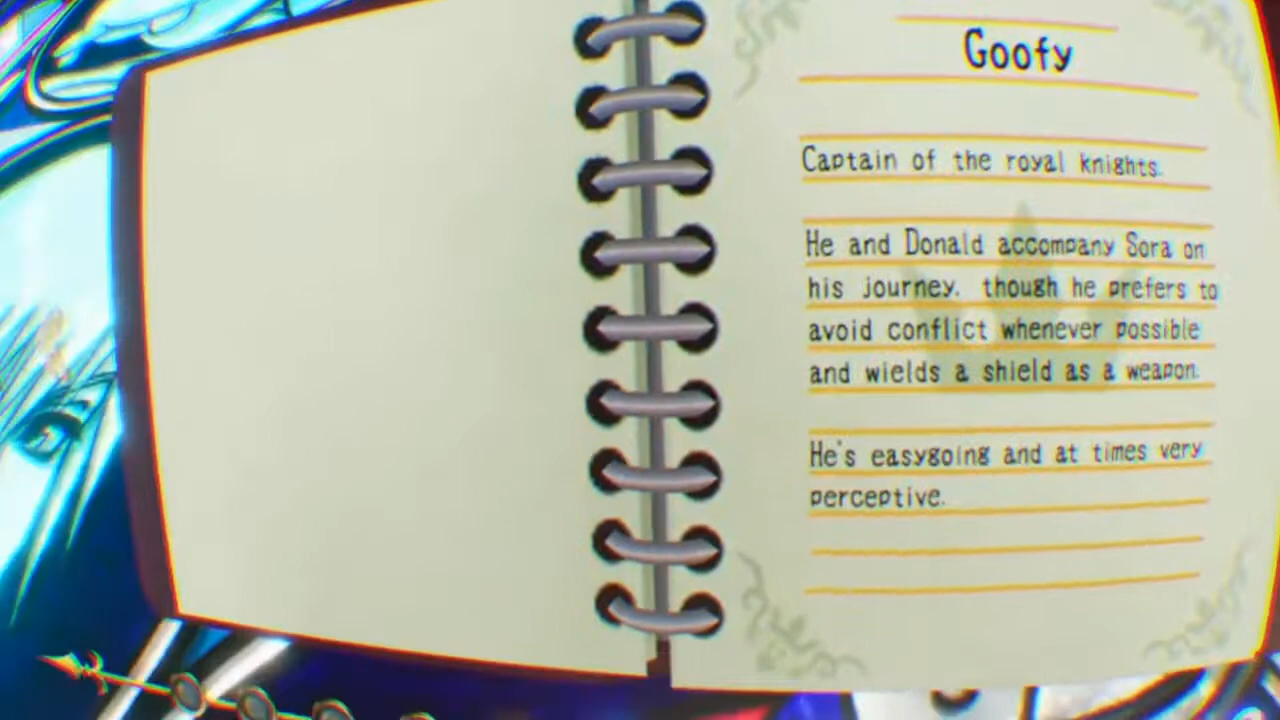 Goofy
Captain of the royal knights.
He and Donald accompany Sora on
his journey, though he prefers to
avoid conflict whenever possible
and wields a shield as a weapon.
He's easygoing and at times very
perceptive.